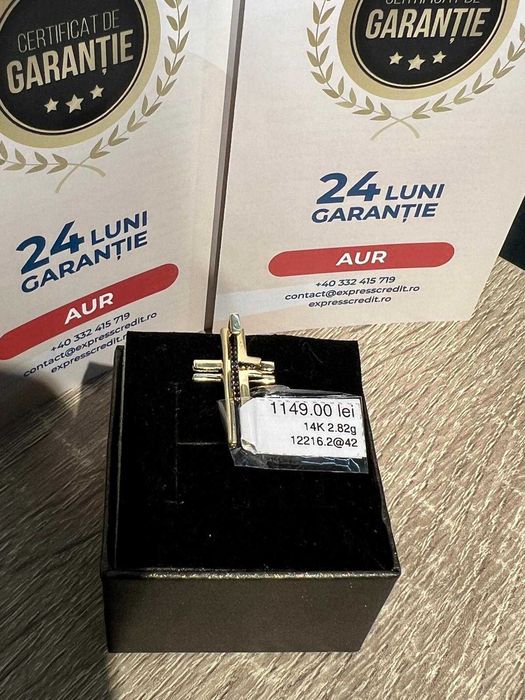 CERTIFICAT DE
GARANȚIE
24 LUNI
GARANȚIE
AUR
+40 332 415 719
contact@expresscredit.ro
expresscredit.ro
CERTIFICAT DE
GARANȚIE
24 LUNI
GARANȚIE
AUR
+40 332 415 719
contact@expresscredit.ro
expresscredit.ro
1149.00 lei
14K 2.82g
12216.2@42